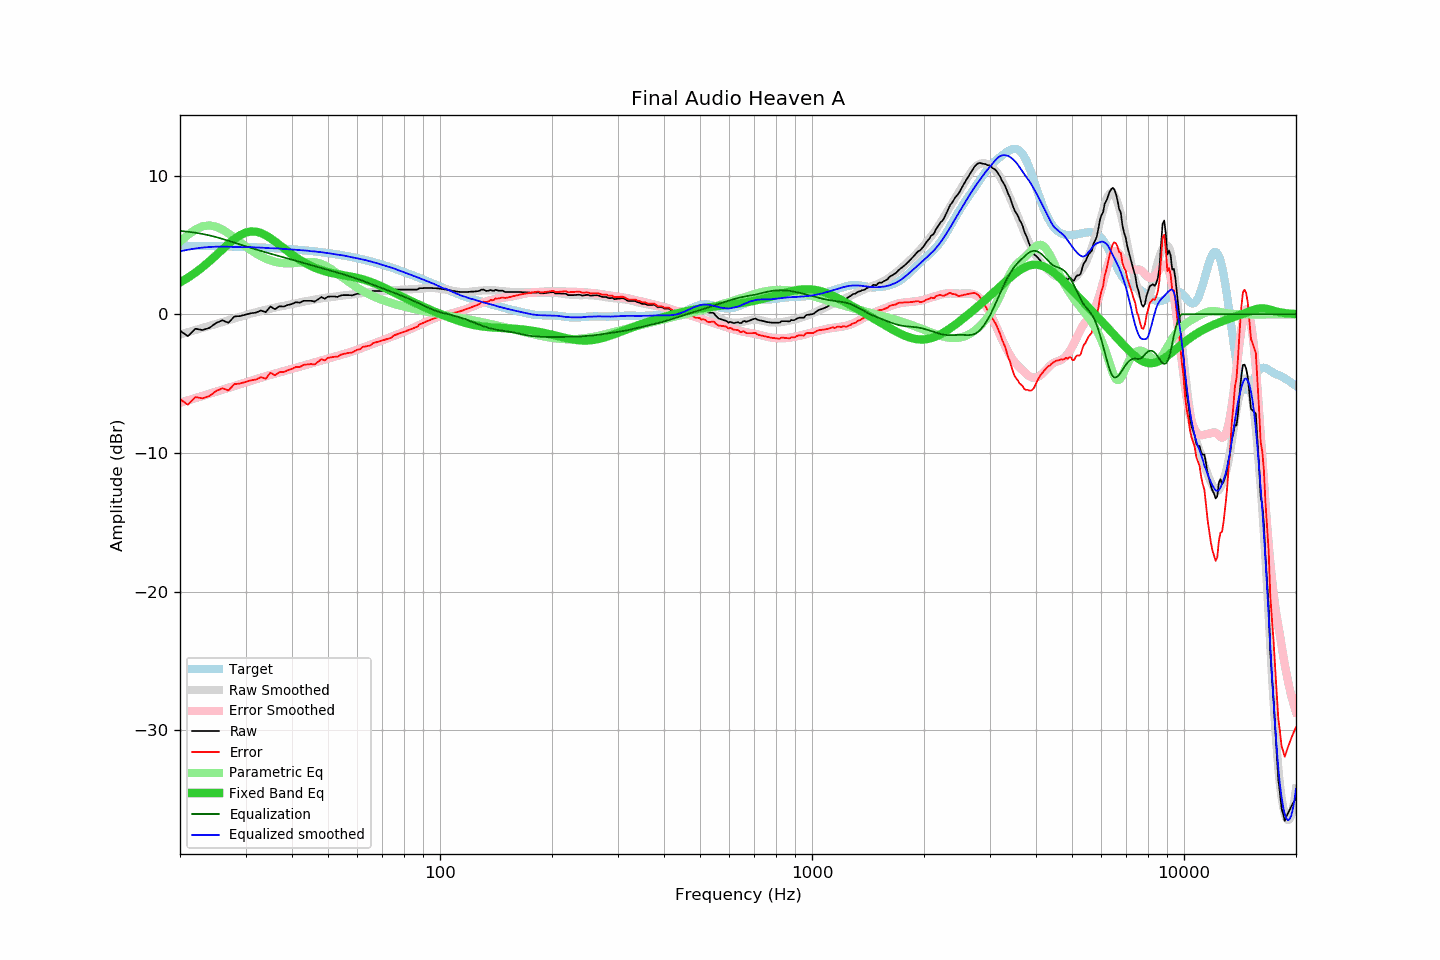 Final Audio Heaven A
Amplitude (dBr)
10
0
−10
−20
−30
Target
Raw Smoothed
Error Smoothed
Raw
Error
Parametric Eq
Fixed Band Eq
Equalization
Equalized smoothed
100 1000 10000
Frequency (Hz)